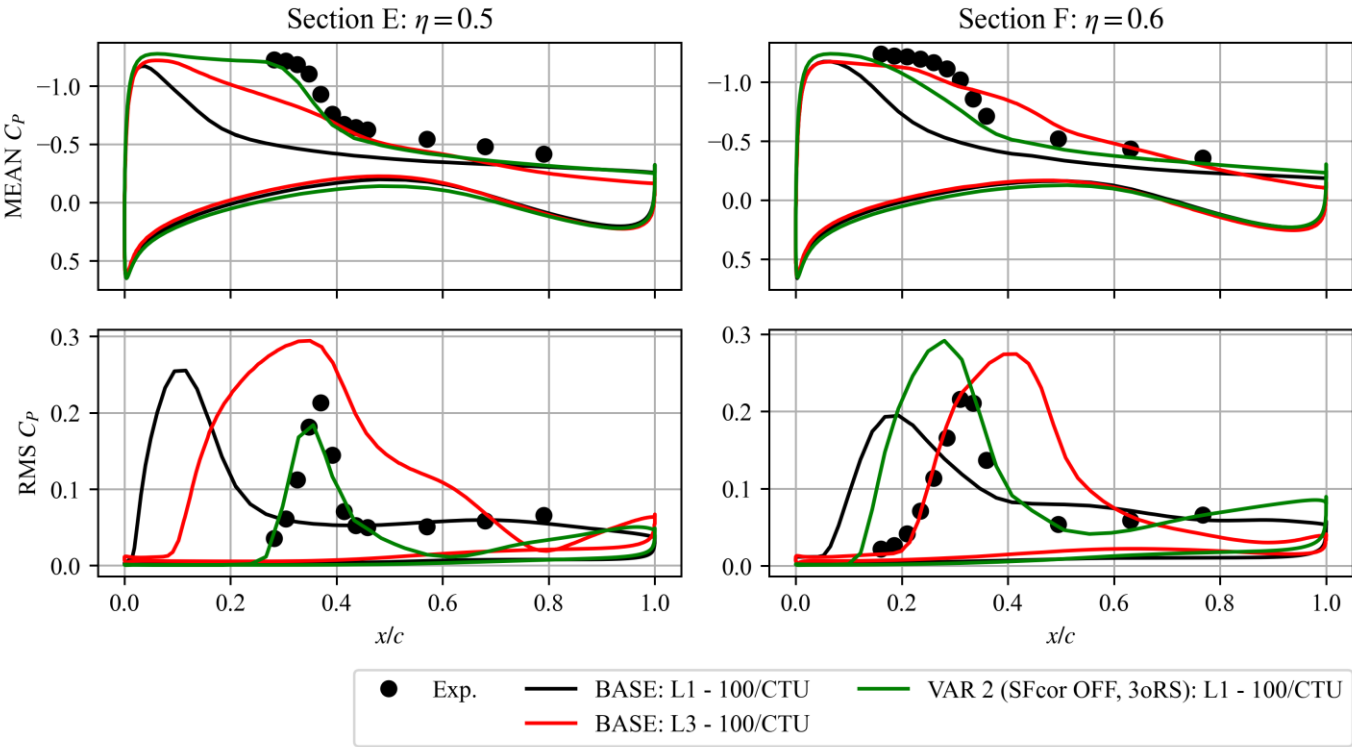 Section E: η = 0.5
Section F: η = 0.6
MEAN C_P
−1.0
−0.5
0.0
0.5
−1.0
−0.5
0.0
0.5
RMS C_P
0.3
0.2
0.1
0.0
0.3
0.2
0.1
0.0
0.0 0.2 0.4 0.6 0.8 1.0
0.0 0.2 0.4 0.6 0.8 1.0
x/c
x/c
Exp.
BASE: L1 - 100/CTU
VAR 2 (SFcor OFF, 3oRS): L1 - 100/CTU
BASE: L3 - 100/CTU